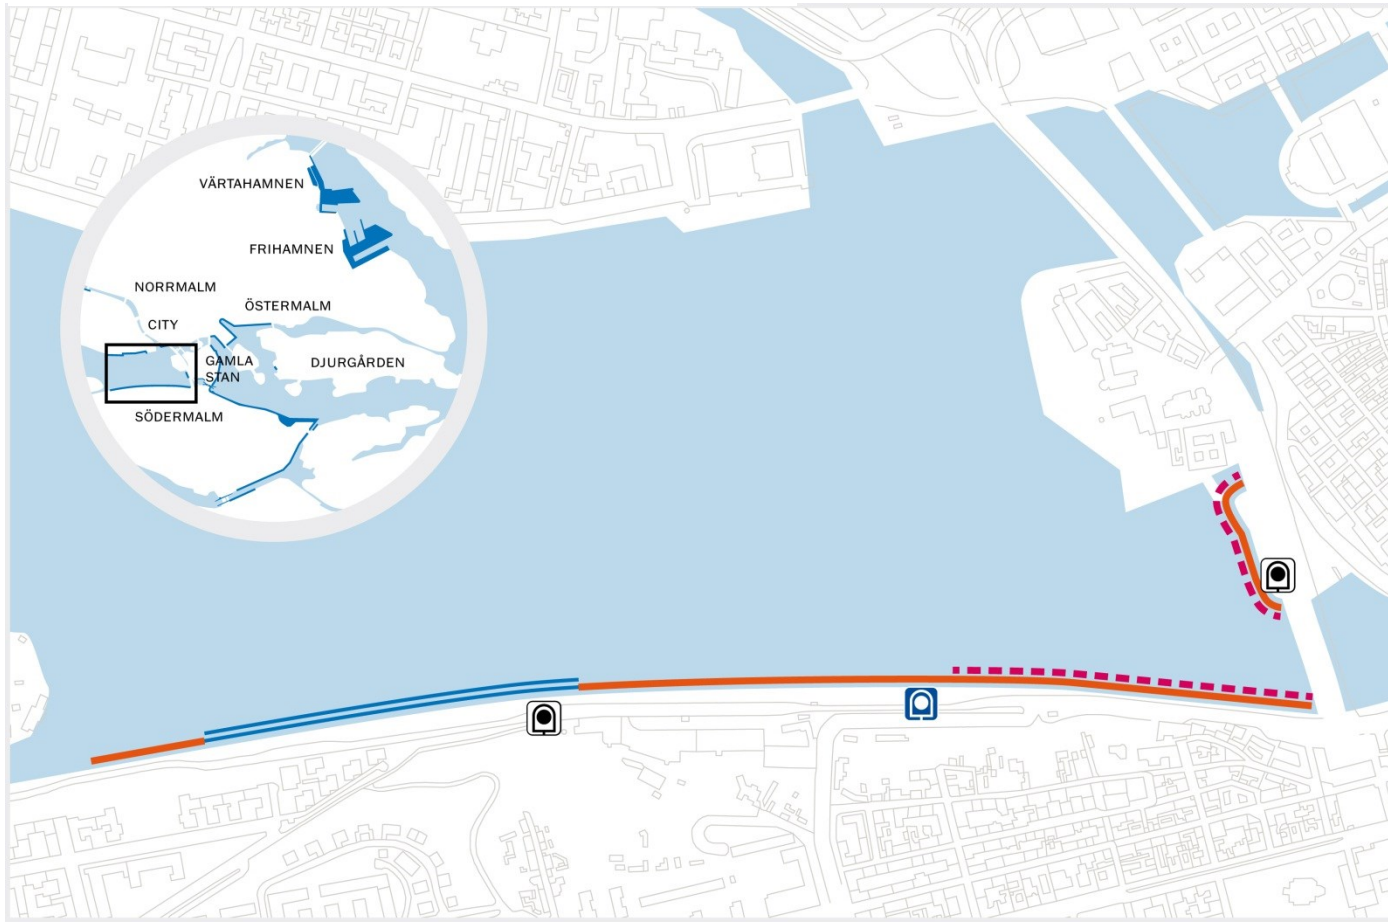 VÄRTAHAMNEN
FRIHAMNEN
NORRMALM
ÖSTERMALM
CITY
GAMLA
STAN
DJURGÅRDEN
SÖDERMALM